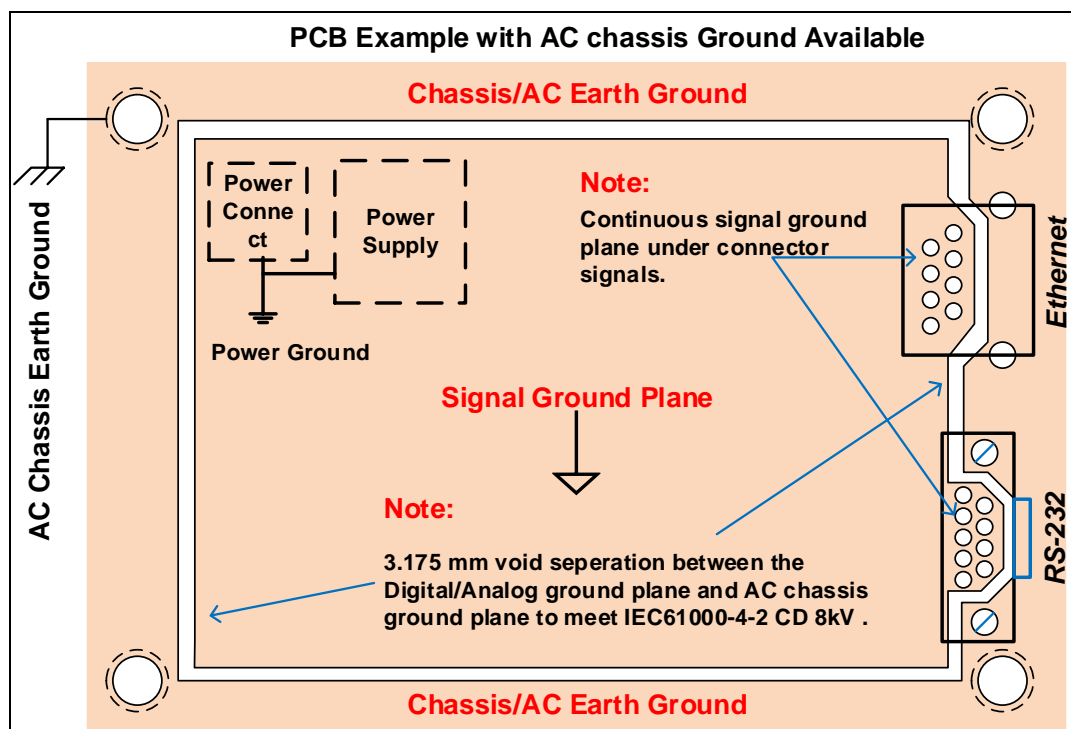 PCB Example with AC chassis Ground Available
Chassis/AC Earth Ground
AC Chassis Earth Ground
Power
Conne
ct
Power
Supply
Power Ground
Note:
Continuous signal ground
plane under connector
signals.
Ethernet
Signal Ground Plane
Note:
3.175 mm void seperation between the
Digital/Analog ground plane and AC chassis
ground plane to meet IEC61000-4-2 CD 8kV .
RS-232
Chassis/AC Earth Ground